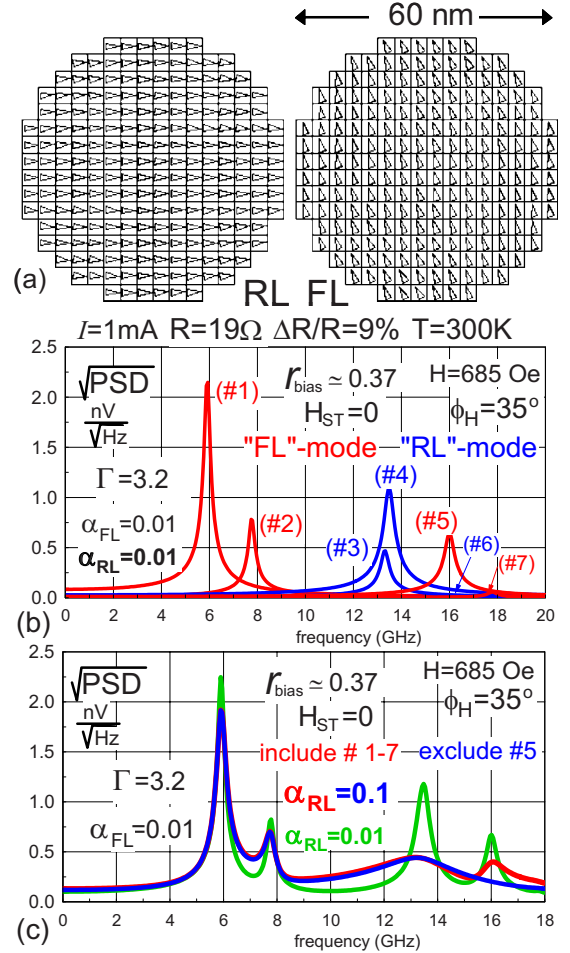 60 nm
(a)
RL FL
I=1mA R=19Ω ΔR/R=9% T=300K
2.5
2.0
1.5
1.0
0.5
0.0
√PSD
nV
√Hz
Γ=3.2
α_FL=0.01
α_RL=0.01
(#1)
r_bias≃0.37
H=685 Oe
H_ST=0
ϕ_H=35°
"FL"-mode "RL"-mode
(#4)
(#2)
(#3)
(#5)
(#6)
(#7)
0 2 4 6 8 10 12 14 16 18 20
(b)
frequency (GHz)
2.5
2.0
1.5
1.0
0.5
0.0
√PSD
nV
√Hz
Γ=3.2
α_FL=0.01
r_bias≃0.37
H=685 Oe
H_ST=0
ϕ_H=35°
include # 1-7 exclude #5
α_RL=0.1
α_RL=0.01
0 2 4 6 8 10 12 14 16 18
(c)
frequency (GHz)